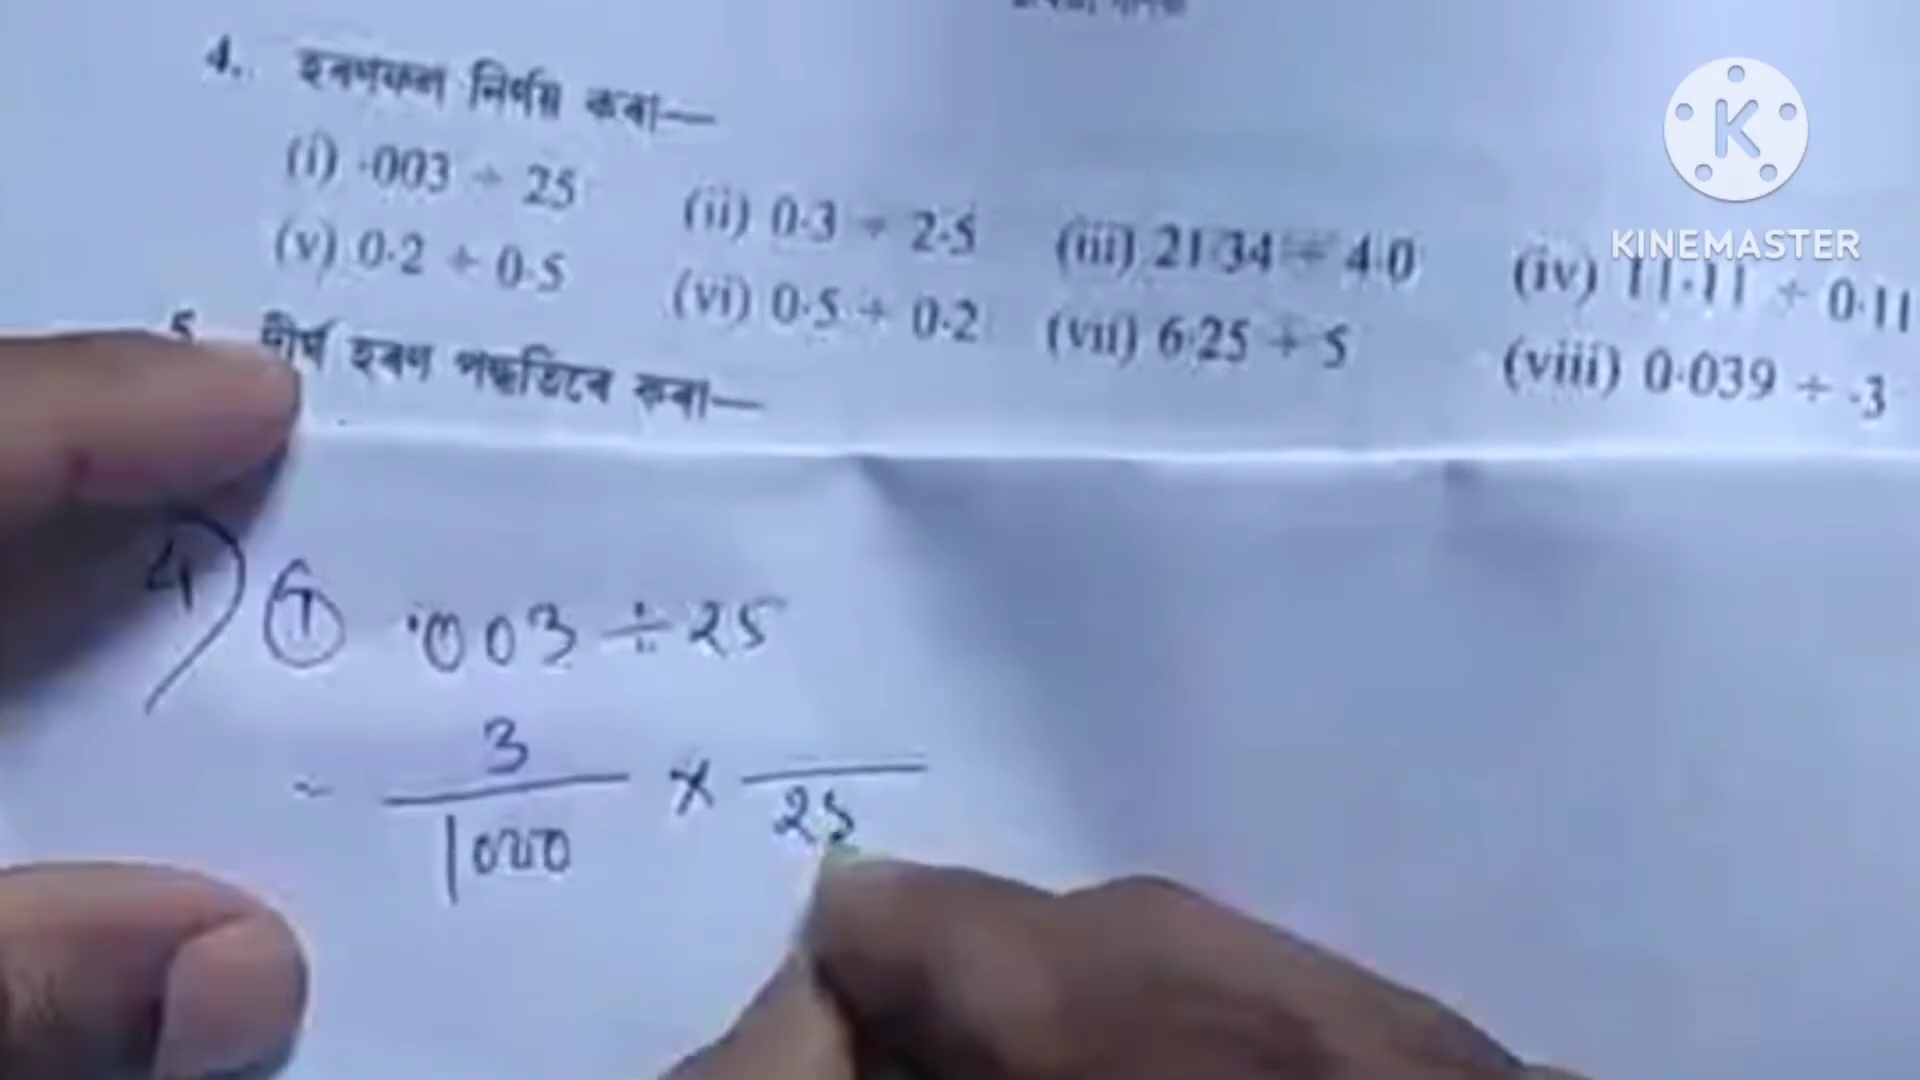 4. হৰণফল নিৰ্ণয় কৰা—
(i) ·003 ÷ 25 (ii) 0·3 ÷ 2·5 (iii) 21·34 ÷ 4·0 (iv) 11·11 ÷ 0·11
(v) 0·2 ÷ 0·5 (vi) 0·5 ÷ 0·2 (vii) 6·25 ÷ 5 (viii) 0·039 ÷ ·3
5. দীৰ্ঘ হৰণ পদ্ধতিৰে কৰা—
K
KINEMASTER
4) (i) ·003 ÷ 25
3
- ― × ―
1000 25